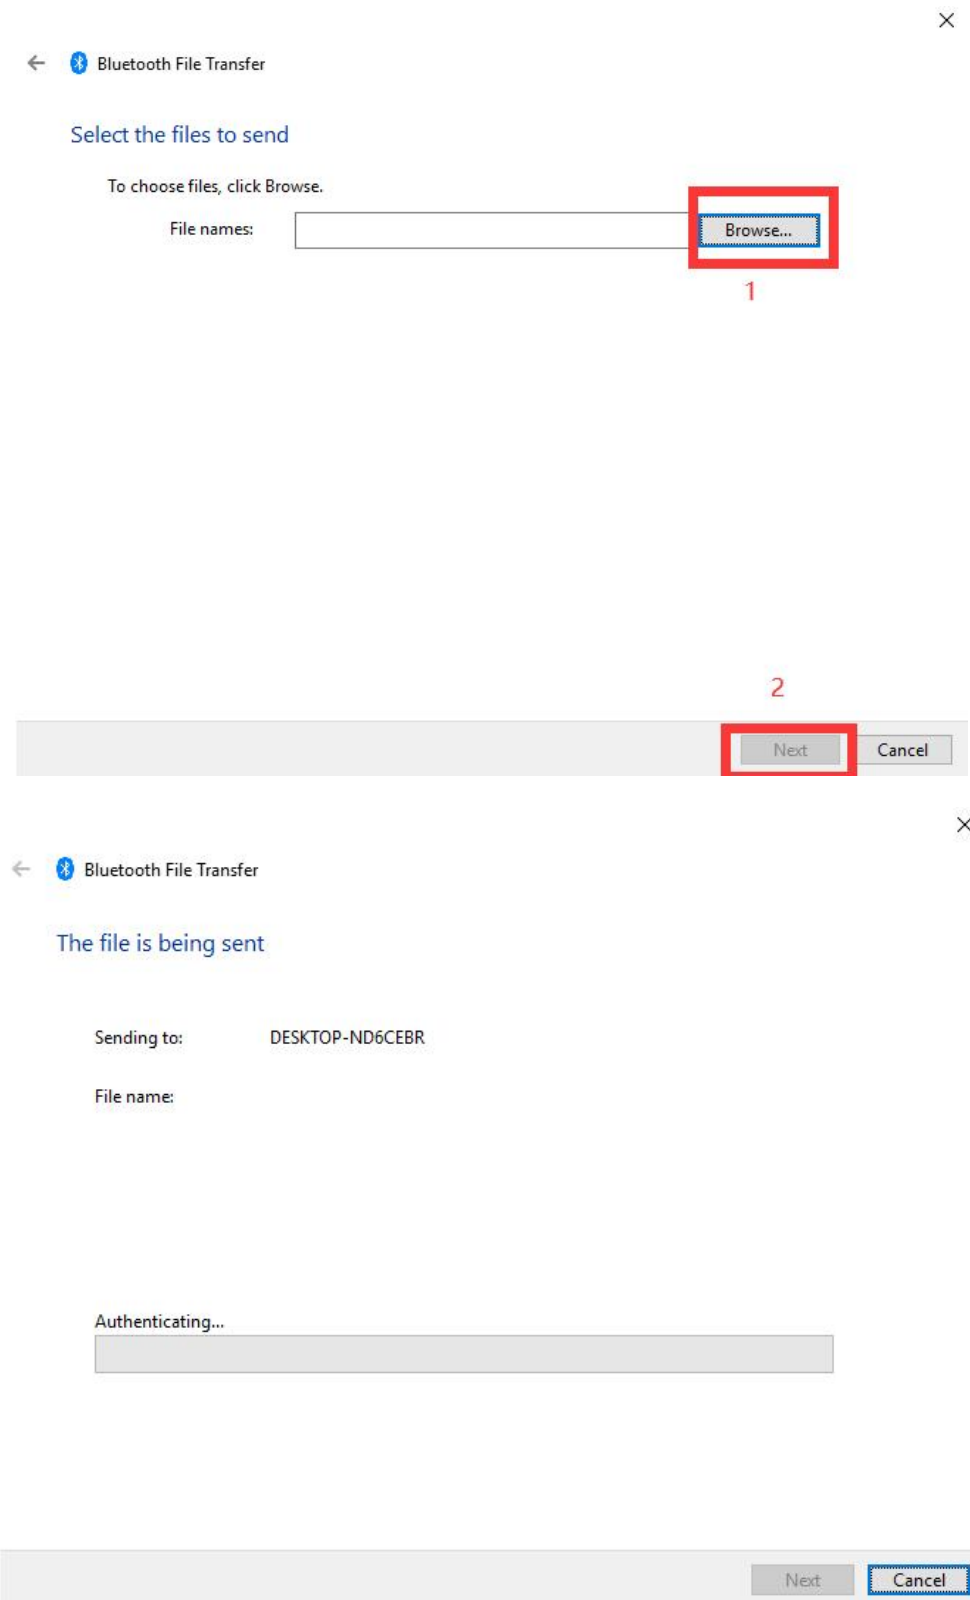 Bluetooth File Transfer
Select the files to send
To choose files, click Browse.
File names:
Browse...
1
2
Next
Cancel
Bluetooth File Transfer
The file is being sent
Sending to: DESKTOP-ND6CEBR
File name:
Authenticating...
Next
Cancel